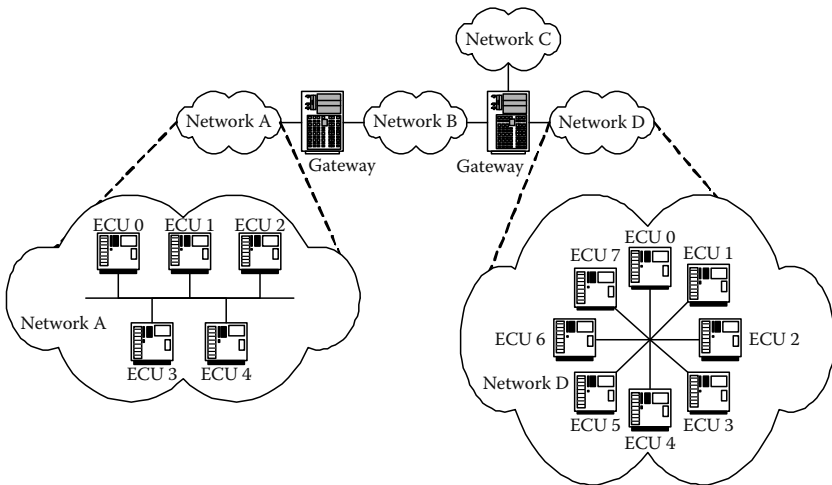 Network C
Network A
Network B
Network D
Gateway
Gateway
ECU 0
ECU 1
ECU 2
Network A
ECU 3
ECU 4
ECU 0
ECU 7
ECU 1
ECU 6
ECU 2
Network D
ECU 5
ECU 3
ECU 4